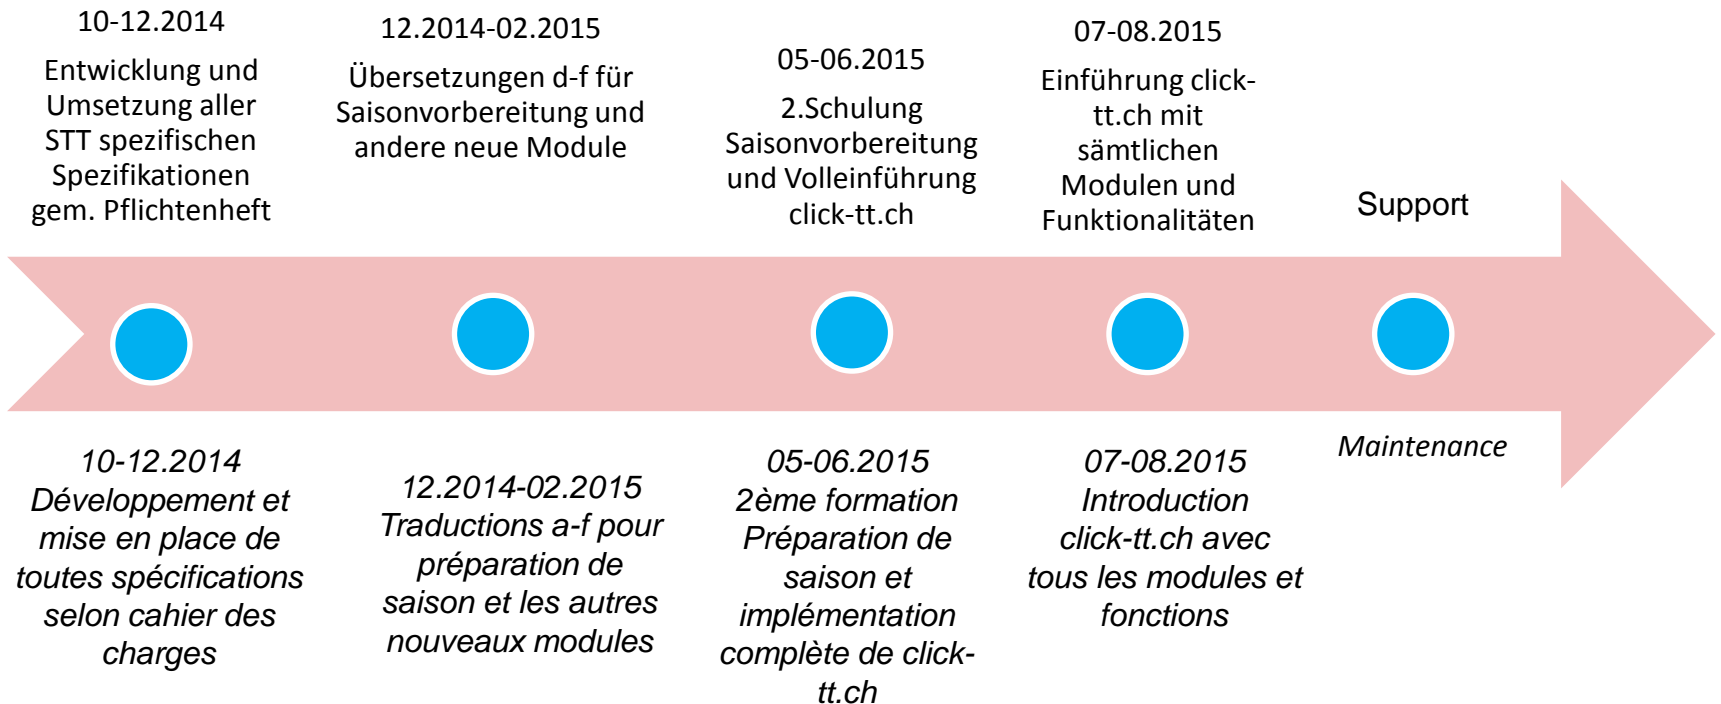 10-12.2014
Entwicklung und
Umsetzung aller
STT spezifischen
Spezifikationen
gem. Pflichtenheft
12.2014-02.2015
Übersetzungen d-f für
Saisonvorbereitung und
andere neue Module
05-06.2015
2.Schulung
Saisonvorbereitung
und Volleinführung
click-tt.ch
07-08.2015
Einführung click-
tt.ch mit
sämtlichen
Modulen und
Funktionalitäten
Support
10-12.2014
Développement et
mise en place de
toutes spécifications
selon cahier des
charges
12.2014-02.2015
Traductions a-f pour
préparation de
saison et les autres
nouveaux modules
05-06.2015
2ème formation
Préparation de
saison et
implémentation
complète de click-
tt.ch
07-08.2015
Introduction
click-tt.ch avec
tous les modules et
fonctions
Maintenance